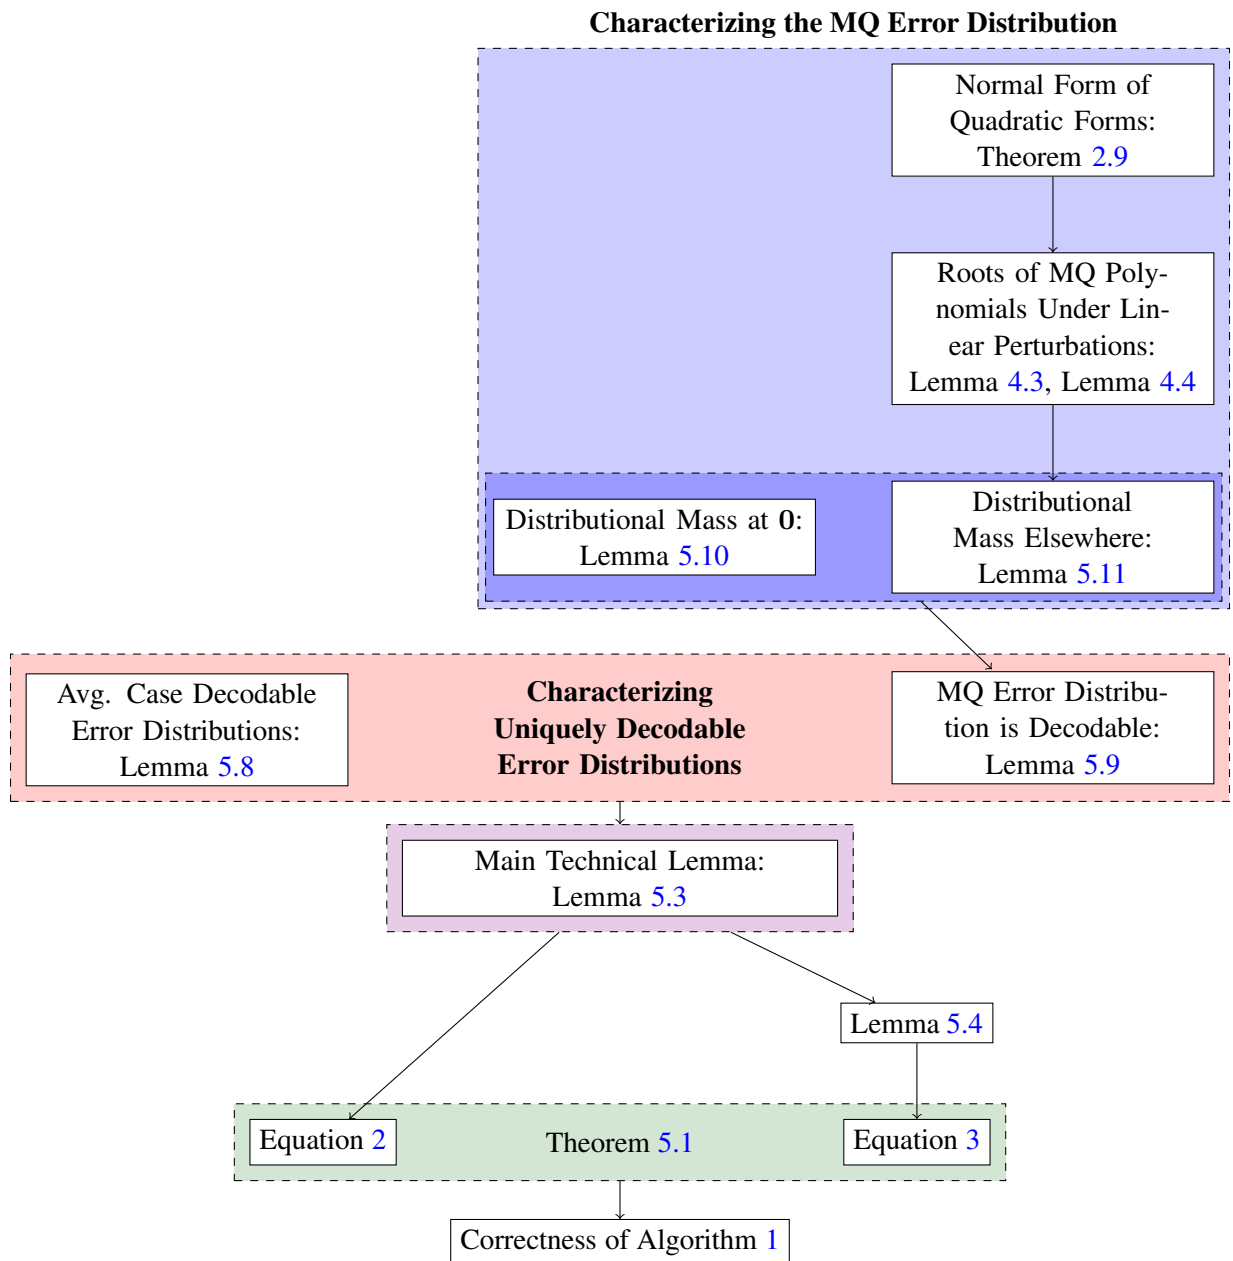 Characterizing the MQ Error Distribution
Normal Form of
Quadratic Forms:
Theorem 2.9
Roots of MQ Poly-
nomials Under Lin-
ear Perturbations:
Lemma 4.3, Lemma 4.4
Distributional Mass at 0:
Lemma 5.10
Distributional
Mass Elsewhere:
Lemma 5.11
Avg. Case Decodable
Error Distributions:
Lemma 5.8
Characterizing
Uniquely Decodable
Error Distributions
MQ Error Distribu-
tion is Decodable:
Lemma 5.9
Main Technical Lemma:
Lemma 5.3
Lemma 5.4
Equation 2
Theorem 5.1
Equation 3
Correctness of Algorithm 1